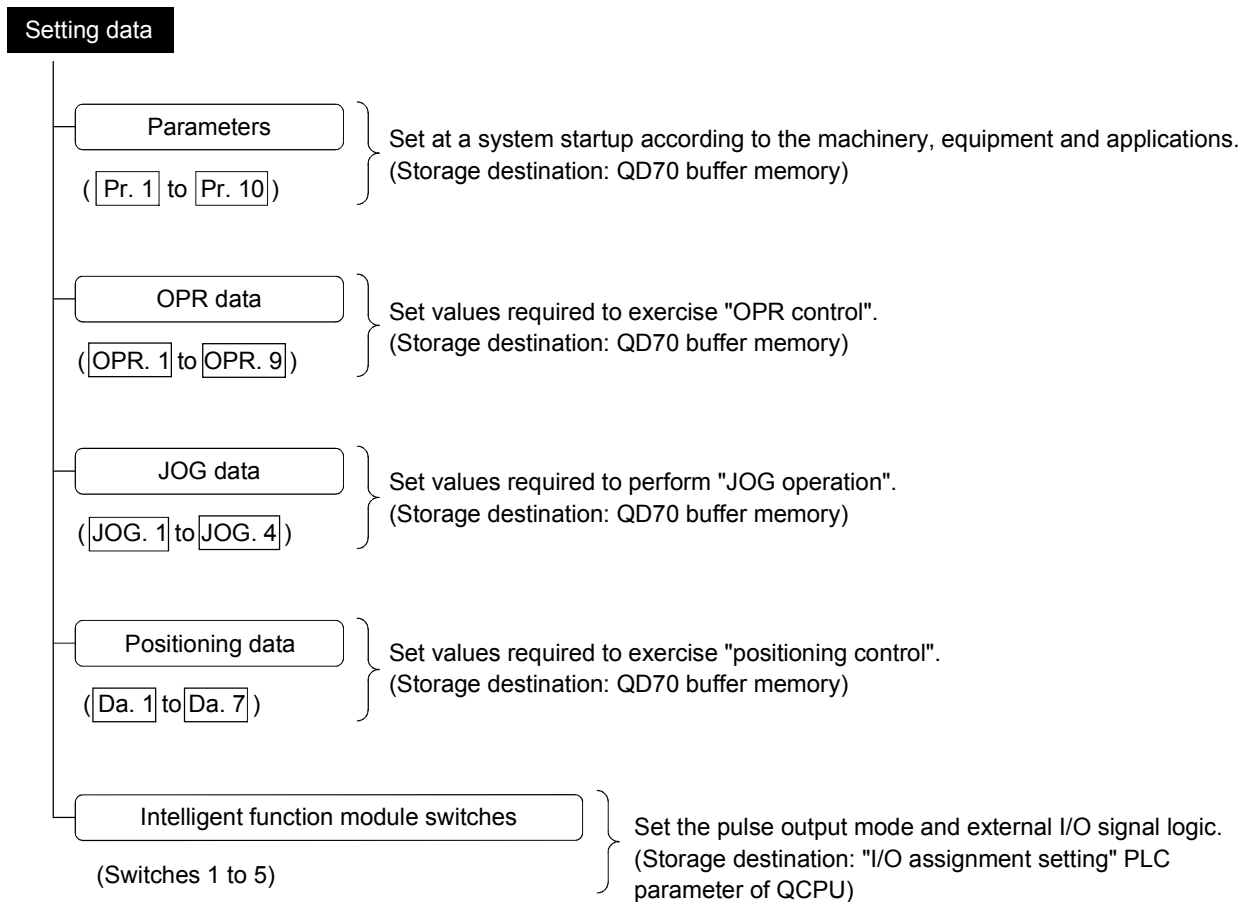 Setting data
Parameters
( Pr. 1 to Pr. 10 )
Set at a system startup according to the machinery, equipment and applications.
(Storage destination: QD70 buffer memory)
OPR data
( OPR. 1 to OPR. 9 )
Set values required to exercise "OPR control".
(Storage destination: QD70 buffer memory)
JOG data
( JOG. 1 to JOG. 4 )
Set values required to perform "JOG operation".
(Storage destination: QD70 buffer memory)
Positioning data
( Da. 1 to Da. 7 )
Set values required to exercise "positioning control".
(Storage destination: QD70 buffer memory)
Intelligent function module switches
(Switches 1 to 5)
Set the pulse output mode and external I/O signal logic.
(Storage destination: "I/O assignment setting" PLC
parameter of QCPU)